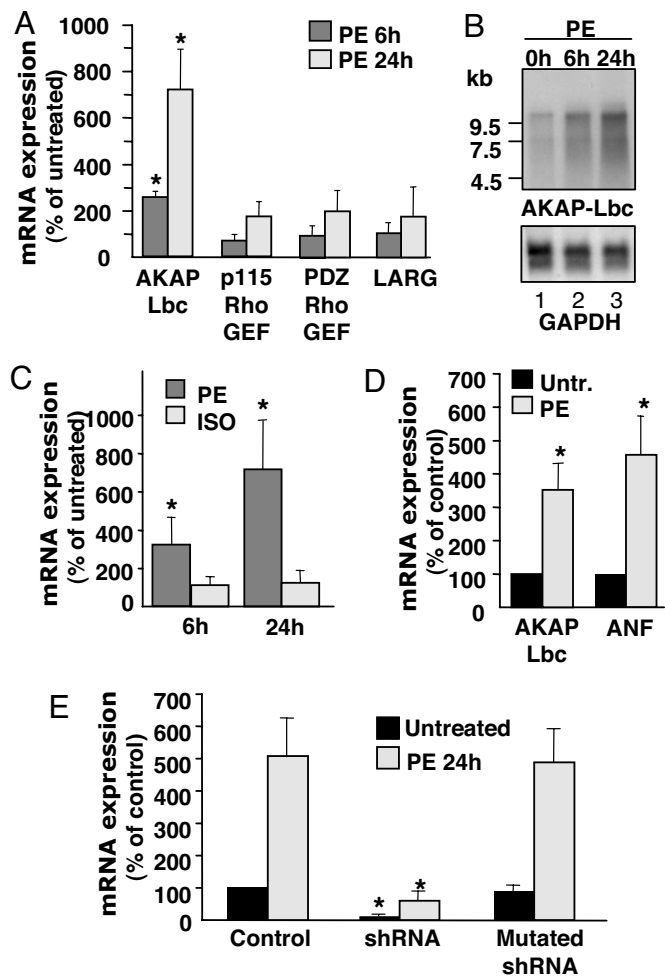 A
mRNA expression
(% of untreated)
1000
800
600
400
200
0
PE 6h
PE 24h
*
*
AKAP Lbc
p115 Rho GEF
PDZ Rho GEF
LARG
B
PE
0h 6h 24h
kb
9.5
7.5
4.5
AKAP-Lbc
1 2 3
GAPDH
C
mRNA expression
(% of untreated)
1000
800
600
400
200
0
PE
ISO
*
*
6h 24h
D
mRNA expression
(% of control)
700
600
500
400
300
200
100
0
Untr.
PE
*
*
AKAP Lbc
ANF
E
mRNA expression
(% of control)
700
600
500
400
300
200
100
0
Untreated
PE 24h
* *
Control
shRNA
Mutated shRNA